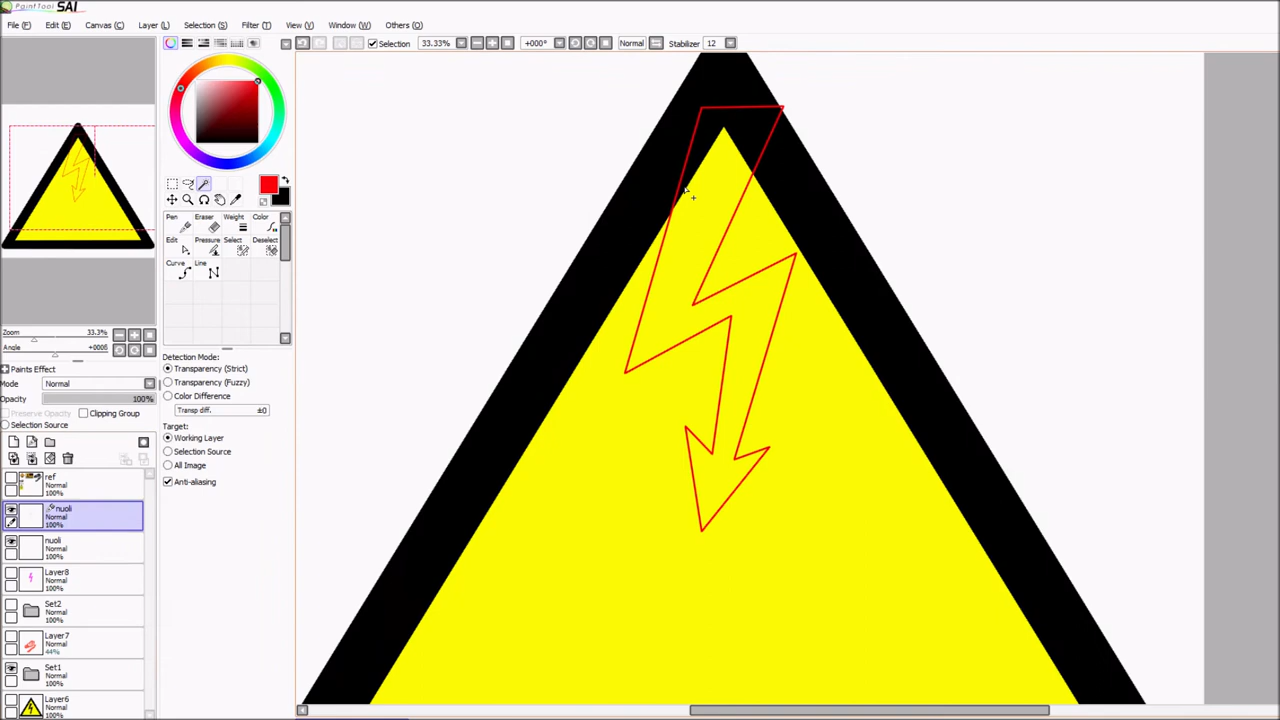 PaintTool SAI
File (F) Edit (E) Canvas (C) Layer (L) Selection (S) Filter (T) View (V) Window (W) Others (O)
Selection 33.33% +000° Normal Stabilizer 12
Pen Eraser Weight Color
Edit Pressure Select Deselect
Curve Line
Zoom 33.3%
Angle +000ß
Paints Effect
Mode Normal
Opacity 100%
Preserve Opacity Clipping Group
Selection Source
Detection Mode:
Transparency (Strict)
Transparency (Fuzzy)
Color Difference
Transp diff. ±0
Target:
Working Layer
Selection Source
All Image
Anti-aliasing
ref
Normal
100%
nuoli
Normal
100%
nuoli
Normal
100%
Layer8
Normal
100%
Set2
Normal
100%
Layer7
Normal
44%
Set1
Normal
100%
Layer6
Normal
100%